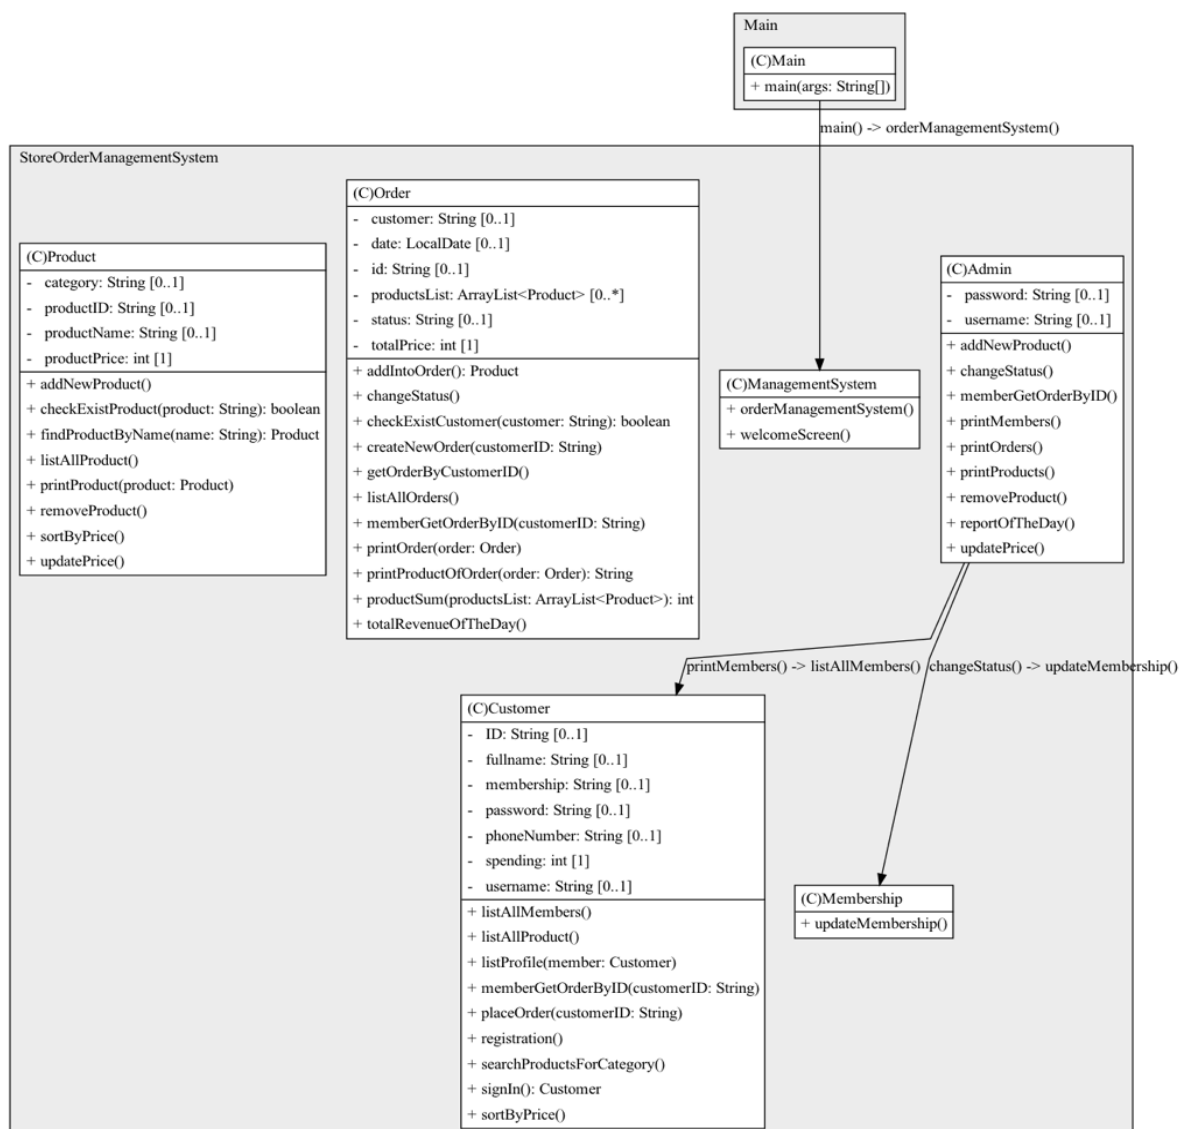 Main
(C)Main
+ main(args: String[])
main() -> orderManagementSystem()
StoreOrderManagementSystem
(C)Product
- category: String [0..1]
- productID: String [0..1]
- productName: String [0..1]
- productPrice: int [1]
+ addNewProduct()
+ checkExistProduct(product: String): boolean
+ findProductByName(name: String): Product
+ listAllProduct()
+ printProduct(product: Product)
+ removeProduct()
+ sortByPrice()
+ updatePrice()
(C)Order
- customer: String [0..1]
- date: LocalDate [0..1]
- id: String [0..1]
- productsList: ArrayList<Product> [0..*]
- status: String [0..1]
- totalPrice: int [1]
+ addIntoOrder(): Product
+ changeStatus()
+ checkExistCustomer(customer: String): boolean
+ createNewOrder(customerID: String)
+ getOrderByCustomerID()
+ listAllOrders()
+ memberGetOrderByID(customerID: String)
+ printOrder(order: Order)
+ printProductOfOrder(order: Order): String
+ productSum(productsList: ArrayList<Product>): int
+ totalRevenueOfTheDay()
(C)ManagementSystem
+ orderManagementSystem()
+ welcomeScreen()
(C)Admin
- password: String [0..1]
- username: String [0..1]
+ addNewProduct()
+ changeStatus()
+ memberGetOrderByID()
+ printMembers()
+ printOrders()
+ printProducts()
+ removeProduct()
+ reportOfTheDay()
+ updatePrice()
printMembers() -> listAllMembers()
changeStatus() -> updateMembership()
(C)Customer
- ID: String [0..1]
- fullname: String [0..1]
- membership: String [0..1]
- password: String [0..1]
- phoneNumber: String [0..1]
- spending: int [1]
- username: String [0..1]
+ listAllMembers()
+ listAllProduct()
+ listProfile(member: Customer)
+ memberGetOrderByID(customerID: String)
+ placeOrder(customerID: String)
+ registration()
+ searchProductsForCategory()
+ signIn(): Customer
+ sortByPrice()
(C)Membership
+ updateMembership()